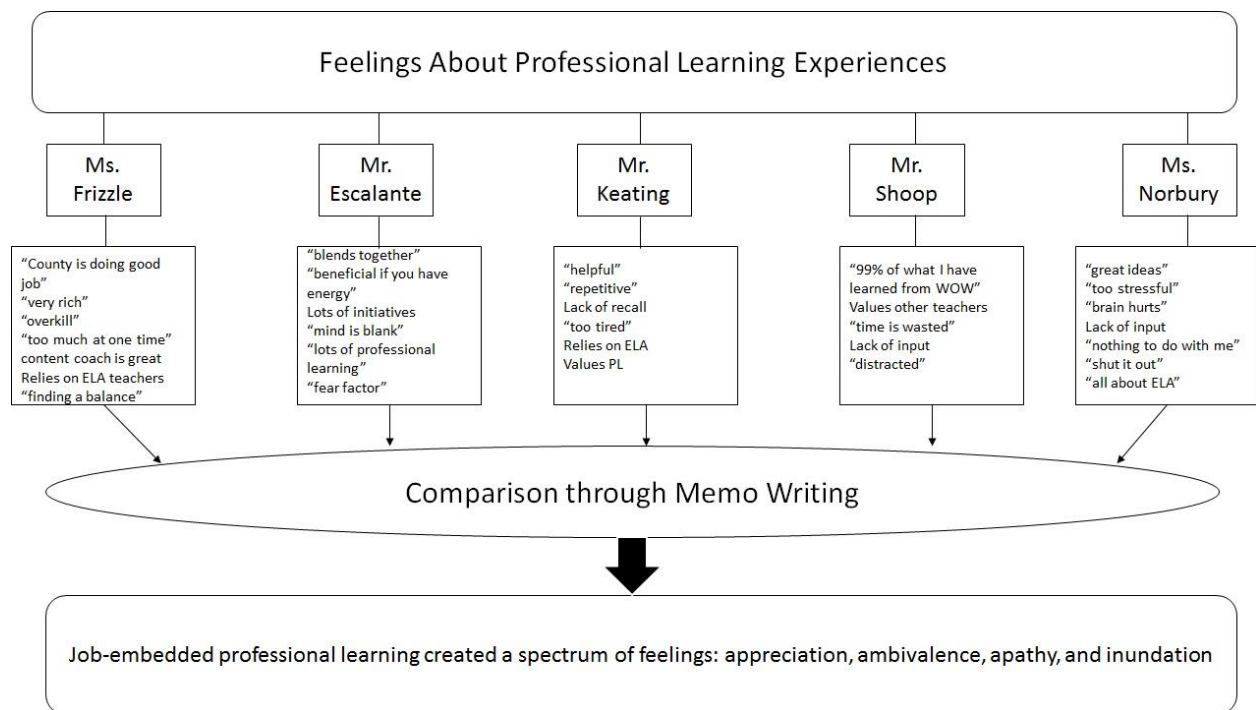 Feelings About Professional Learning Experiences
Ms.
Frizzle
Mr.
Escalante
Mr.
Keating
Mr.
Shoop
Ms.
Norbury
“County is doing good
job”
“very rich”
“overkill”
“too much at one time”
content coach is great
Relies on ELA teachers
“finding a balance”
“blends together”
“beneficial if you have
energy”
Lots of initiatives
“mind is blank”
“lots of professional
learning”
“fear factor”
“helpful”
“repetitive”
Lack of recall
“too tired”
Relies on ELA
Values PL
“99% of what I have
learned from WOW”
Values other teachers
“time is wasted”
Lack of input
“distracted”
“great ideas”
“too stressful”
“brain hurts”
Lack of input
“nothing to do with me”
“shut it out”
“all about ELA”
Comparison through Memo Writing
Job-embedded professional learning created a spectrum of feelings: appreciation, ambivalence, apathy, and inundation